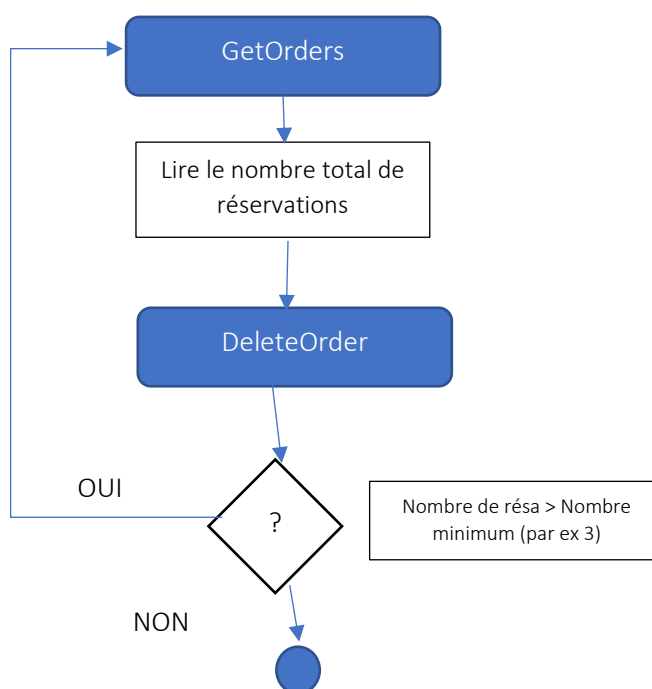 GetOrders
Lire le nombre total de
réservations
DeleteOrder
OUI
?
Nombre de résa > Nombre
minimum (par ex 3)
NON